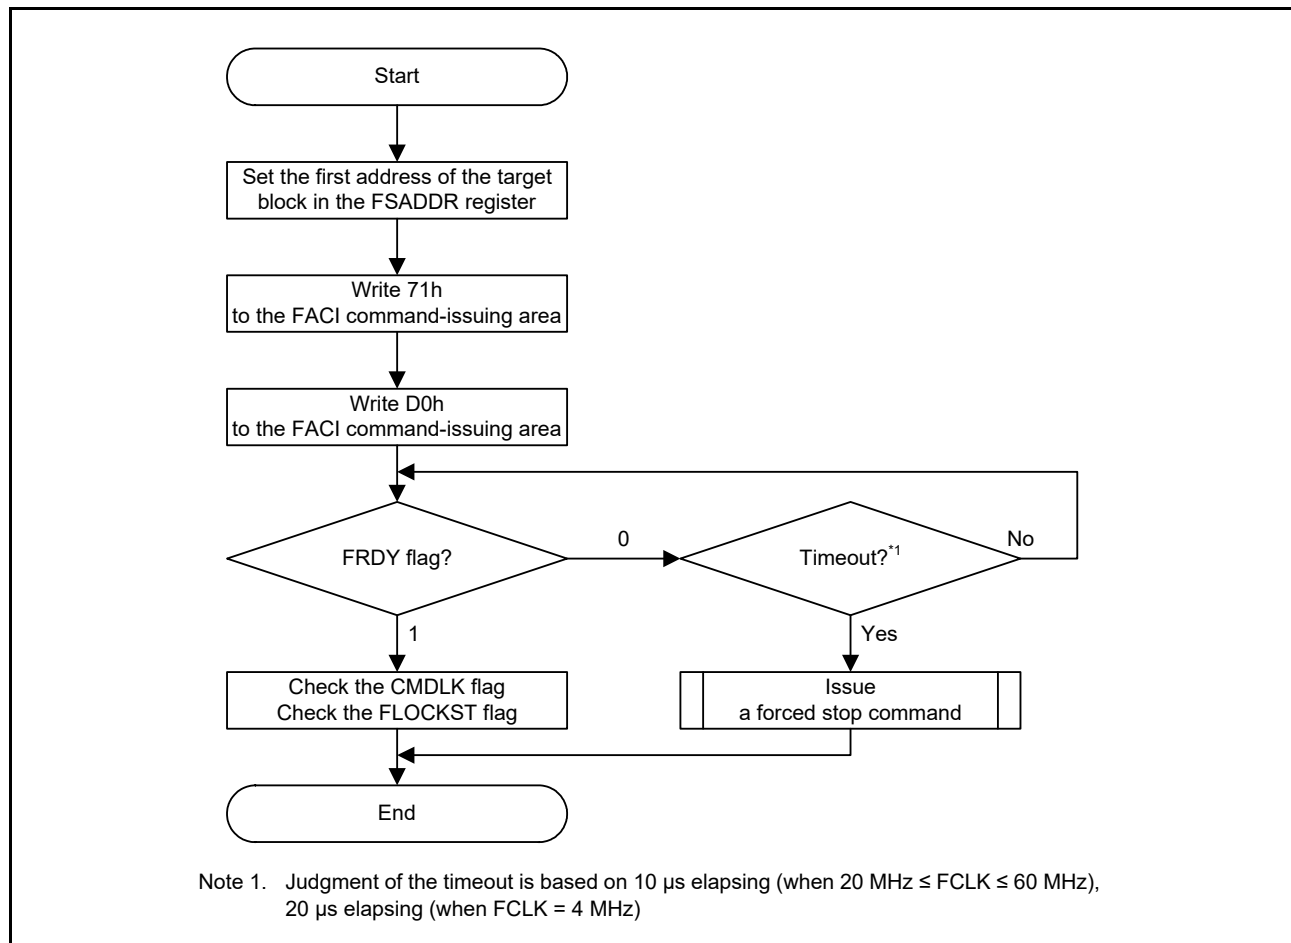 Start
Set the first address of the target
block in the FSADDR register
Write 71h
to the FACI command-issuing area
Write D0h
to the FACI command-issuing area
FRDY flag?
0
Timeout?*1
No
1
Yes
Check the CMDLK flag
Check the FLOCKST flag
Issue
a forced stop command
End
Note 1. Judgment of the timeout is based on 10 µs elapsing (when 20 MHz ≤ FCLK ≤ 60 MHz),
20 µs elapsing (when FCLK = 4 MHz)